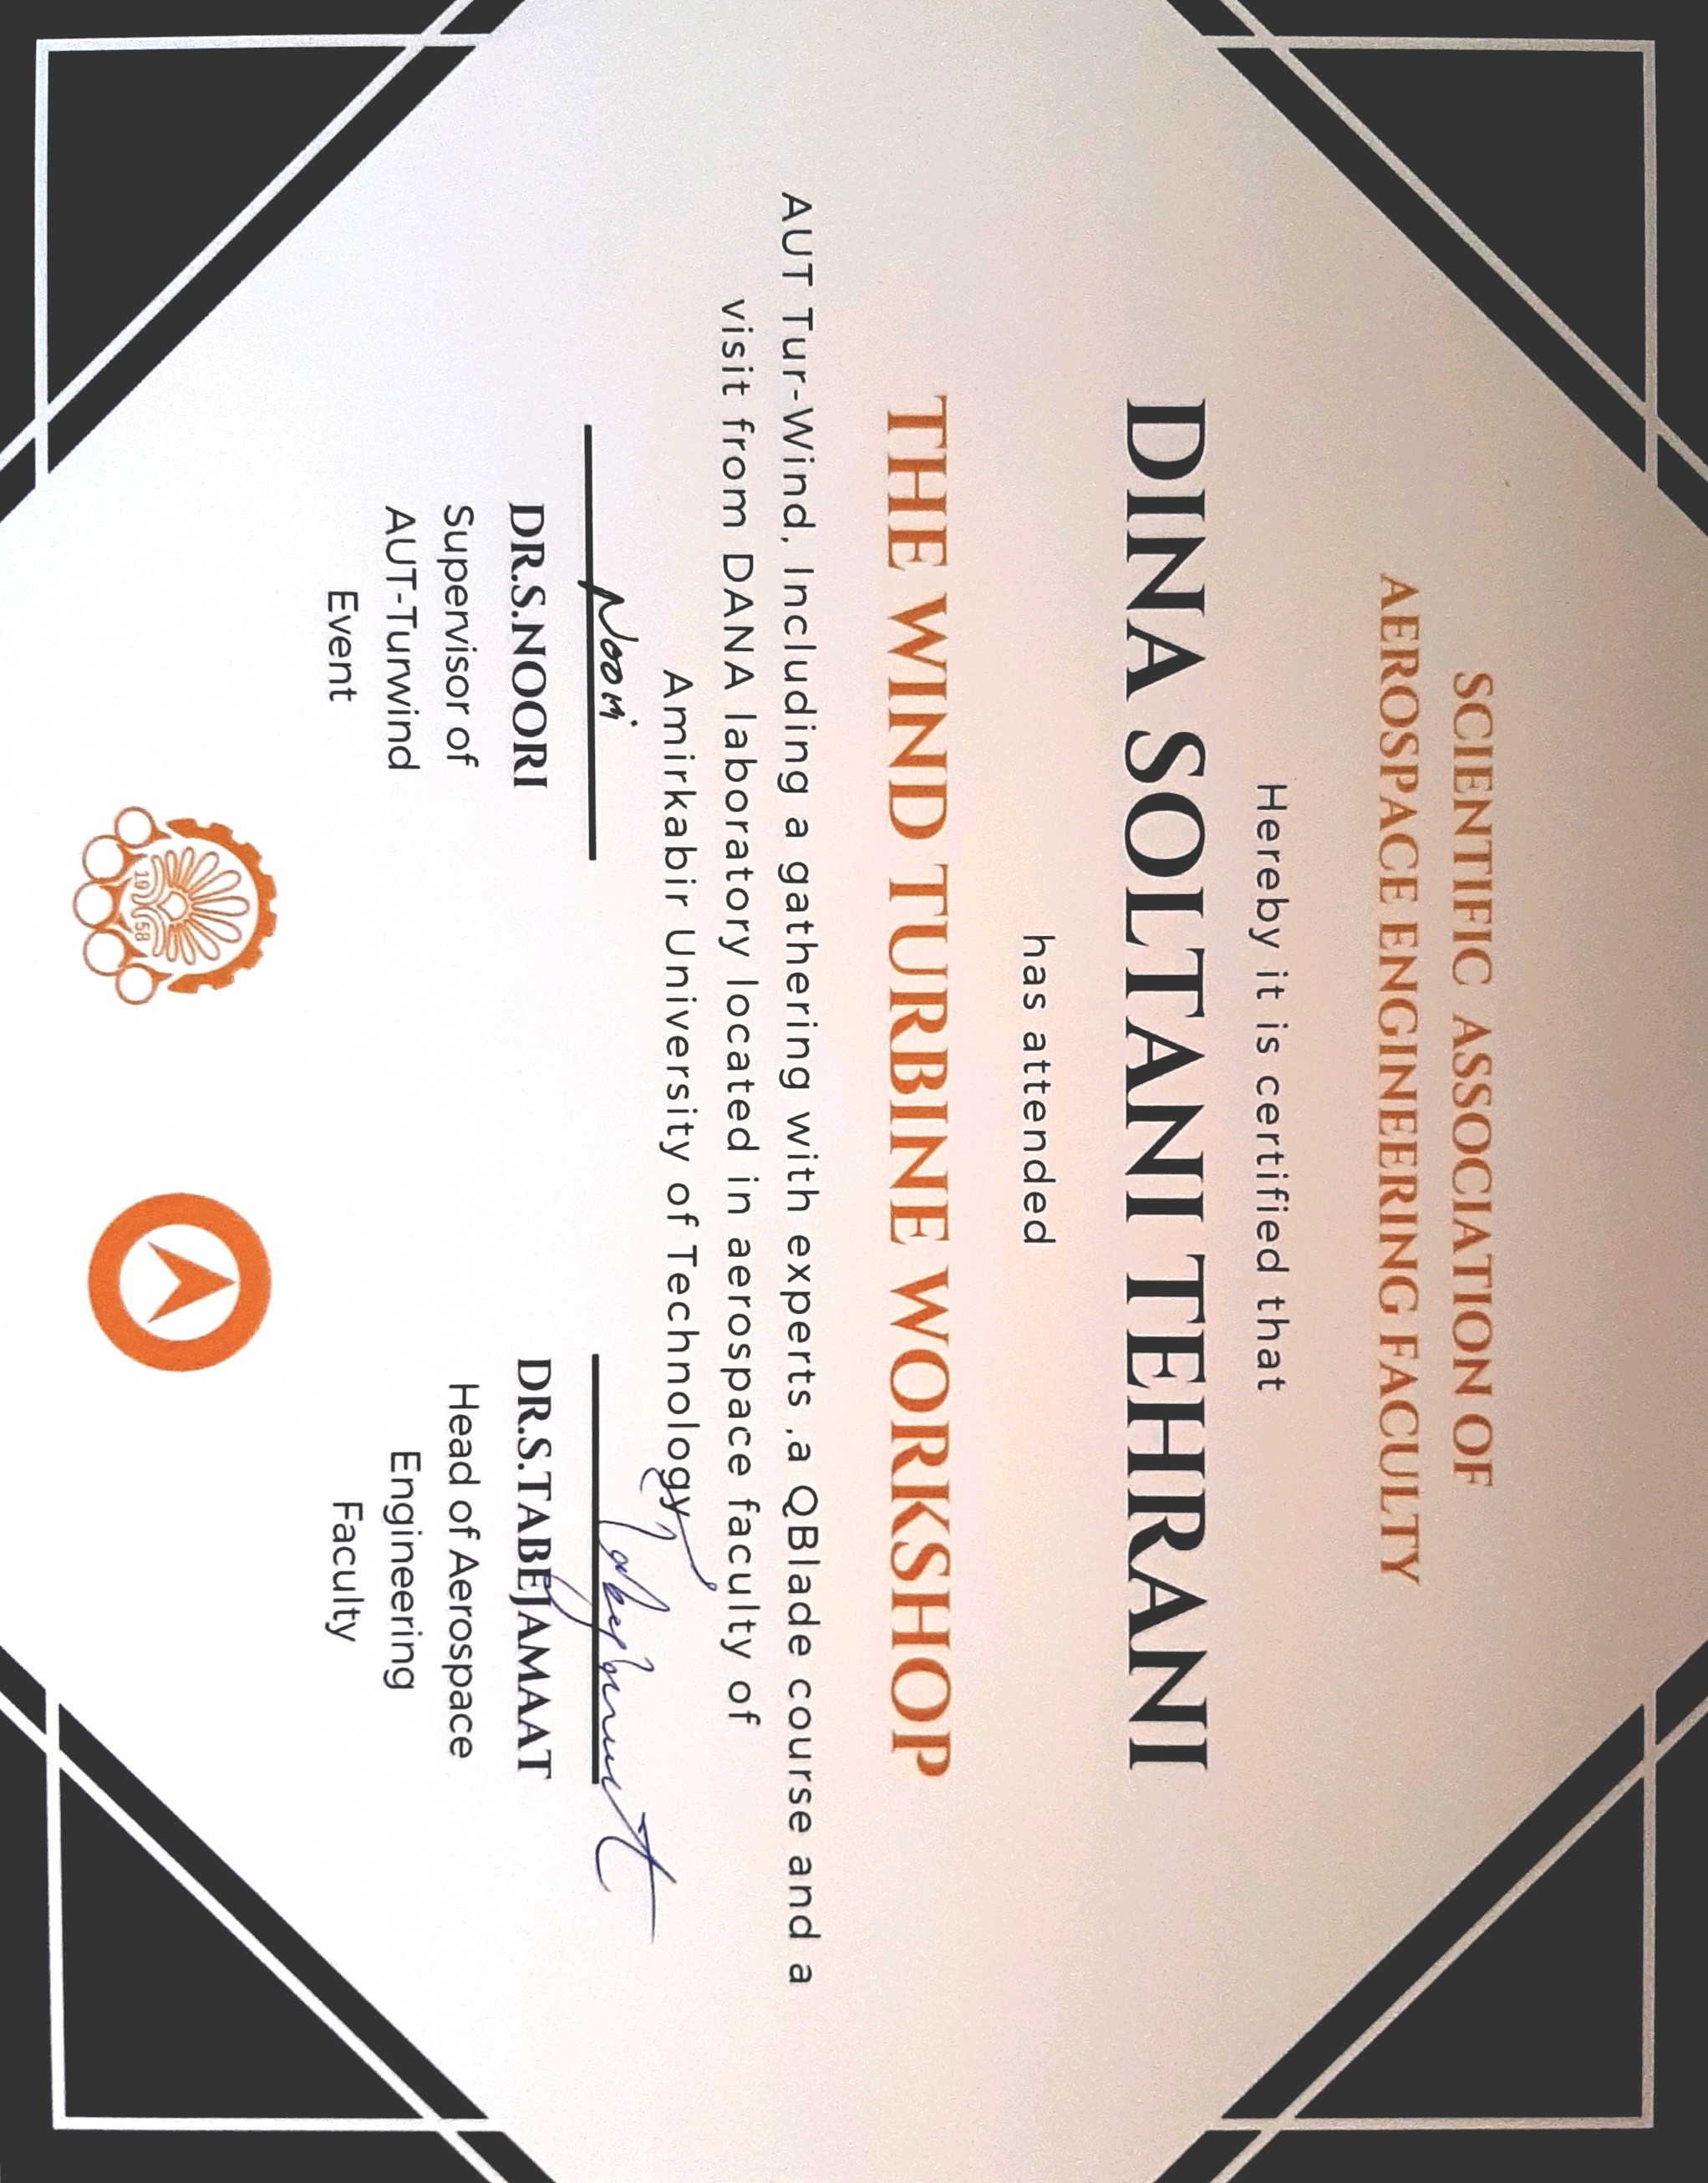 SCIENTIFIC ASSOCIATION OF
AEROSPACE ENGINEERING FACULTY
Hereby it is certified that
DINA SOLTANI TEHRANI
has attended
THE WIND TURBINE WORKSHOP
AUT Tur-Wind, Including a gathering with experts ,a QBlade course and a
visit from DANA laboratory located in aerospace faculty of
Amirkabir University of Technology
Noori
DR.S.NOORI
Supervisor of
AUT-Turwind
Event
Tabejamaat
DR.S.TABEJAMAAT
Head of Aerospace
Engineering
Faculty
1958